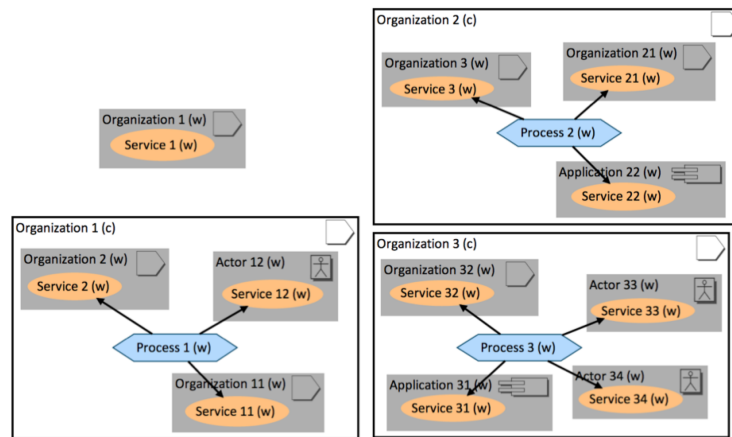 Organization 1 (w)
Service 1 (w)
Organization 2 (c)
Organization 3 (w)
Service 3 (w)
Organization 21 (w)
Service 21 (w)
Process 2 (w)
Application 22 (w)
Service 22 (w)
Organization 1 (c)
Organization 2 (w)
Service 2 (w)
Actor 12 (w)
Service 12 (w)
Process 1 (w)
Organization 11 (w)
Service 11 (w)
Organization 3 (c)
Organization 32 (w)
Service 32 (w)
Actor 33 (w)
Service 33 (w)
Process 3 (w)
Application 31 (w)
Service 31 (w)
Actor 34 (w)
Service 34 (w)